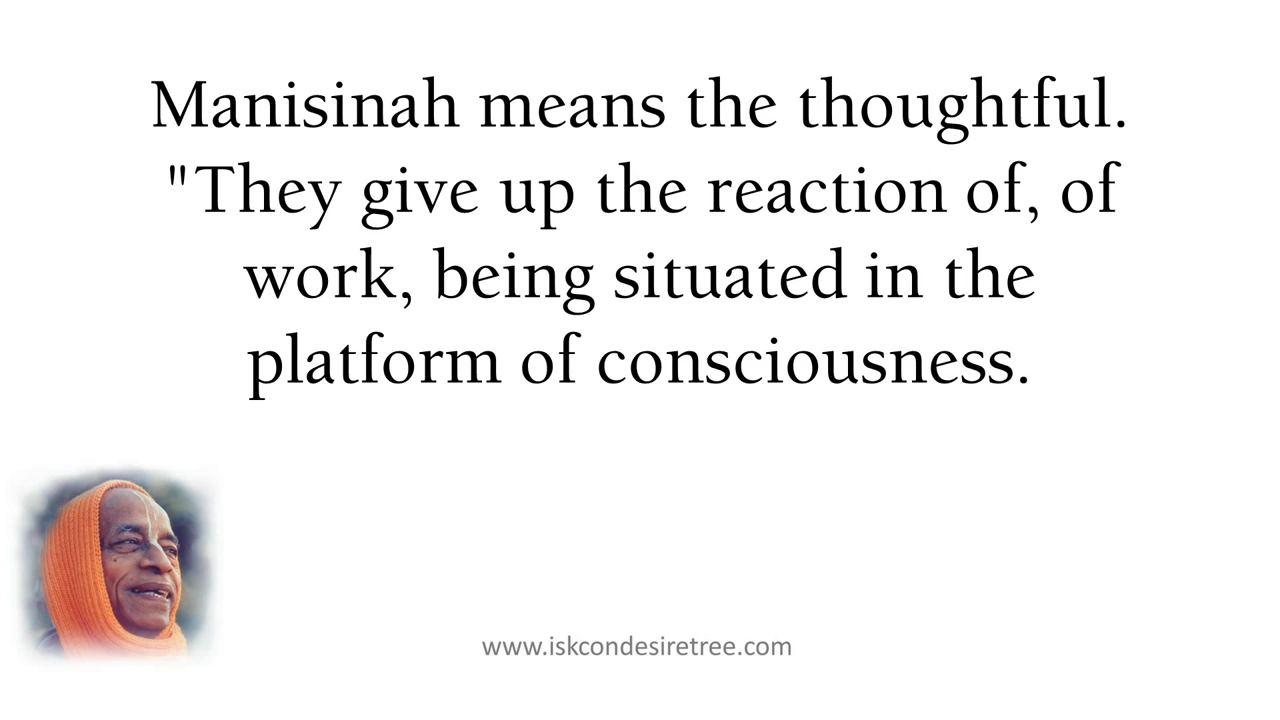 Manisinah means the thoughtful.
"They give up the reaction of, of
work, being situated in the
platform of consciousness.
www.iskcondesiretree.com